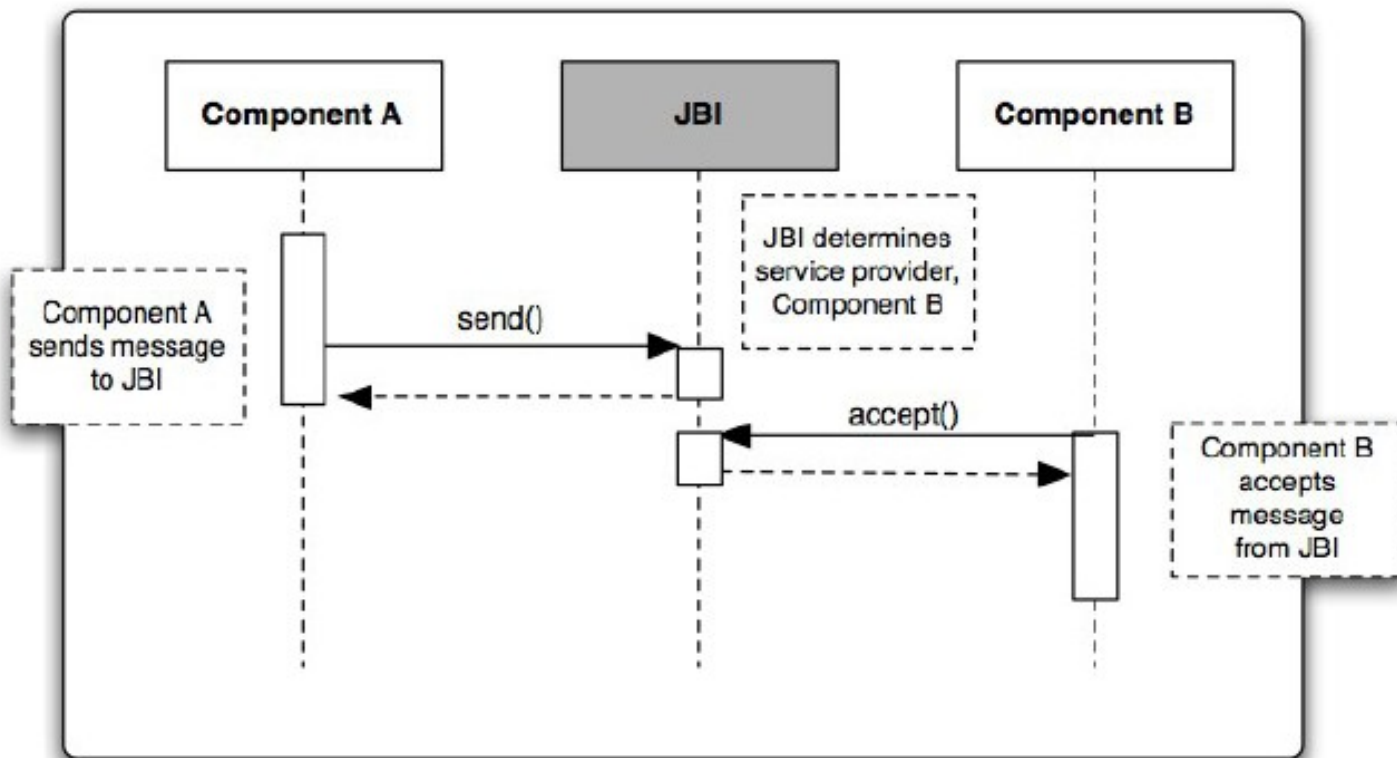 Component A
JBI
Component B
JBI determines
service provider,
Component B
Component A
sends message
to JBI
send()
accept()
Component B
accepts
message
from JBI